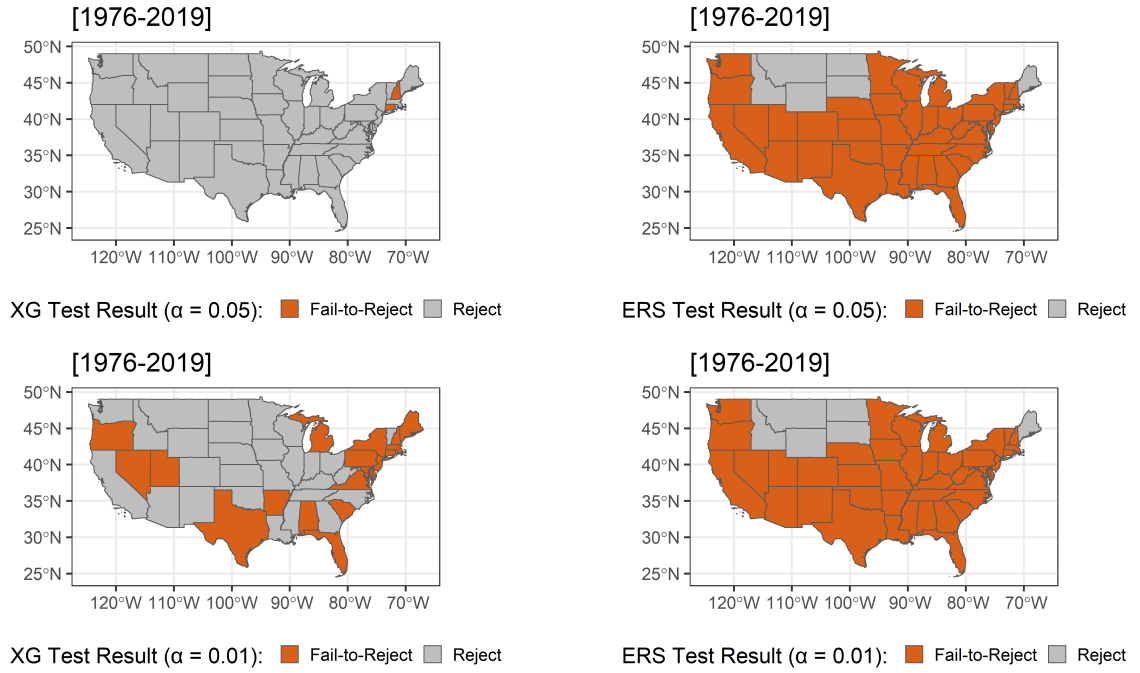 [1976-2019]
50°N
45°N
40°N
35°N
30°N
25°N
120°W 110°W 100°W 90°W 80°W 70°W
XG Test Result (α = 0.05): Fail-to-Reject Reject
[1976-2019]
50°N
45°N
40°N
35°N
30°N
25°N
120°W 110°W 100°W 90°W 80°W 70°W
ERS Test Result (α = 0.05): Fail-to-Reject Reject
[1976-2019]
50°N
45°N
40°N
35°N
30°N
25°N
120°W 110°W 100°W 90°W 80°W 70°W
XG Test Result (α = 0.01): Fail-to-Reject Reject
[1976-2019]
50°N
45°N
40°N
35°N
30°N
25°N
120°W 110°W 100°W 90°W 80°W 70°W
ERS Test Result (α = 0.01): Fail-to-Reject Reject